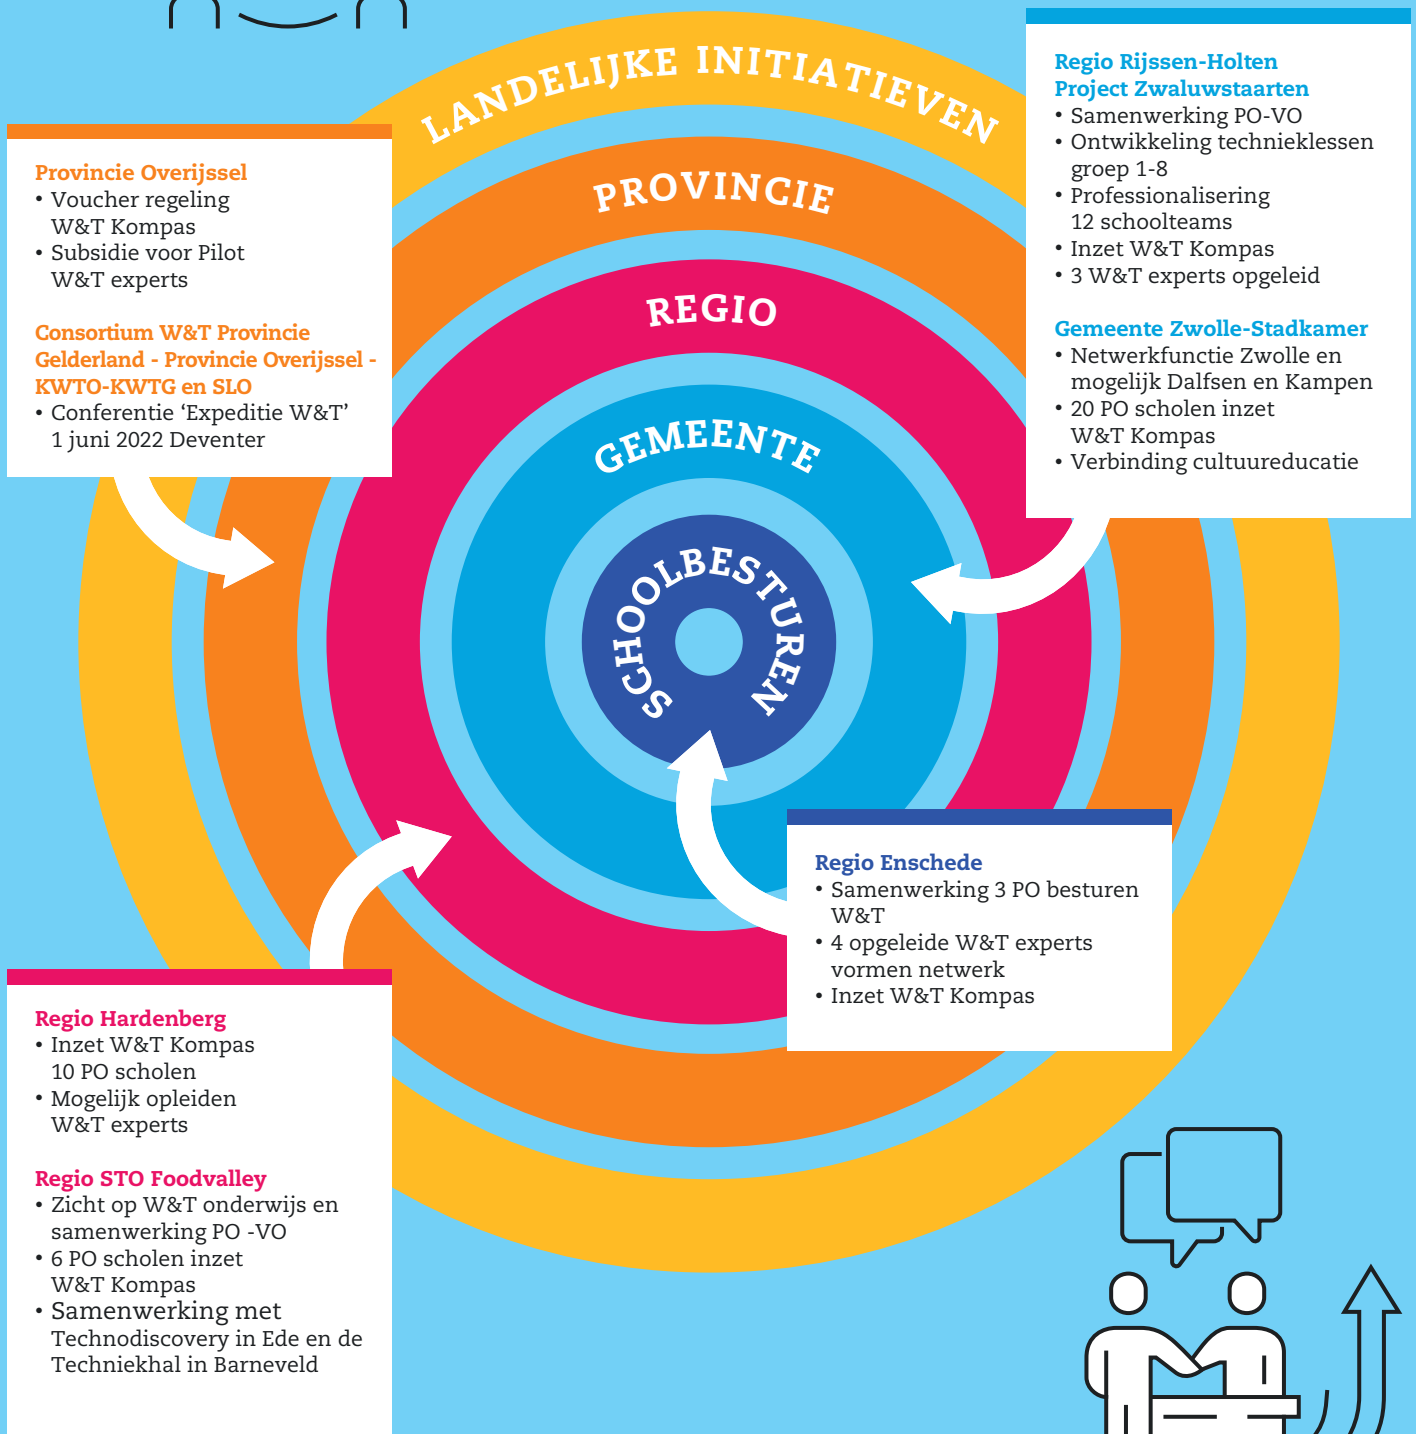 LANDELIJKE INITIATIEVEN
PROVINCIE
REGIO
GEMEENTE
SCHOOLBESTUREN
Provincie Overijssel
• Voucher regeling
W&T Kompas
• Subsidie voor Pilot
W&T experts
Consortium W&T Provincie
Gelderland - Provincie Overijssel -
KWTO-KWTG en SLO
• Conferentie ‘Expeditie W&T’
1 juni 2022 Deventer
Regio Rijssen-Holten
Project Zwaluwstaarten
• Samenwerking PO-VO
• Ontwikkeling technieklessen
groep 1-8
• Professionalisering
12 schoolteams
• Inzet W&T Kompas
• 3 W&T experts opgeleid
Gemeente Zwolle-Stadkamer
• Netwerkfunctie Zwolle en
mogelijk Dalfsen en Kampen
• 20 PO scholen inzet
W&T Kompas
• Verbinding cultuureducatie
Regio Enschede
• Samenwerking 3 PO besturen
W&T
• 4 opgeleide W&T experts
vormen netwerk
• Inzet W&T Kompas
Regio Hardenberg
• Inzet W&T Kompas
10 PO scholen
• Mogelijk opleiden
W&T experts
Regio STO Foodvalley
• Zicht op W&T onderwijs en
samenwerking PO -VO
• 6 PO scholen inzet
W&T Kompas
• Samenwerking met
Technodiscovery in Ede en de
Techniekhal in Barneveld